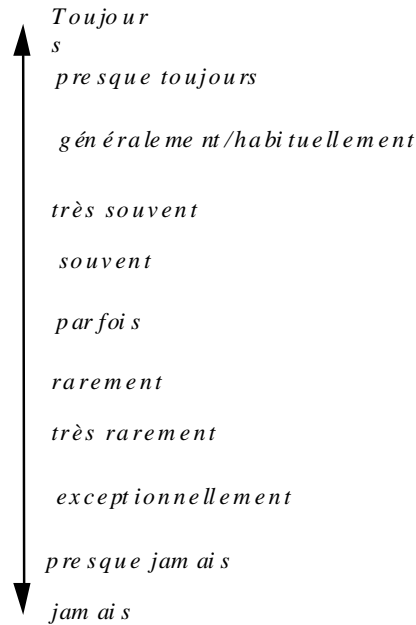 Toujour
s
presque toujours
généralement/habituellement
très souvent
souvent
parfois
rarement
très rarement
exceptionnellement
presque jamais
jamais